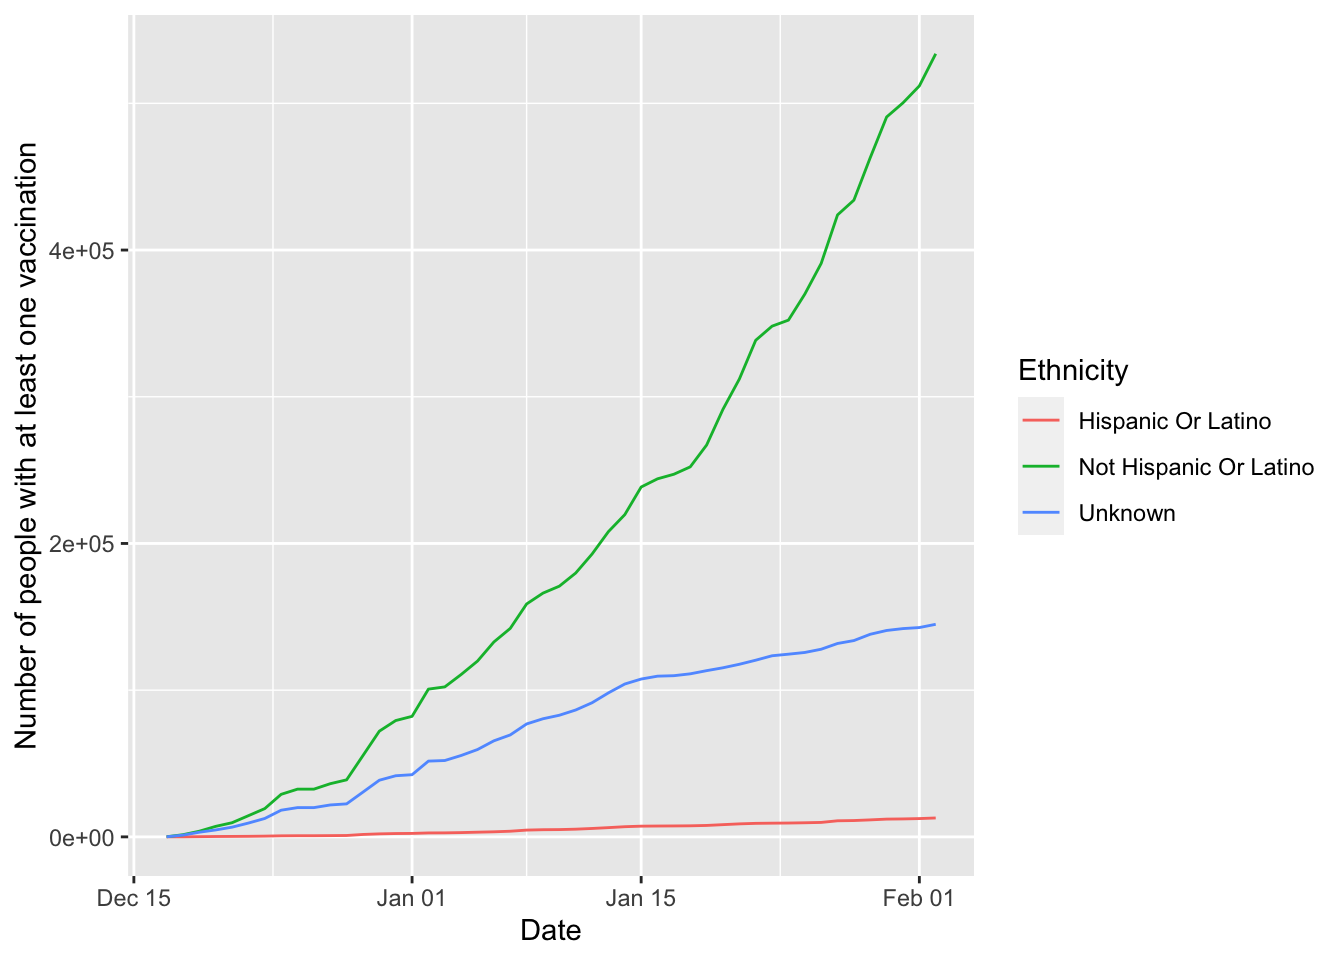 Number of people with at least one vaccination
4e+05
2e+05
0e+00
Dec 15
Jan 01
Jan 15
Feb 01
Date
Ethnicity
Hispanic Or Latino
Not Hispanic Or Latino
Unknown